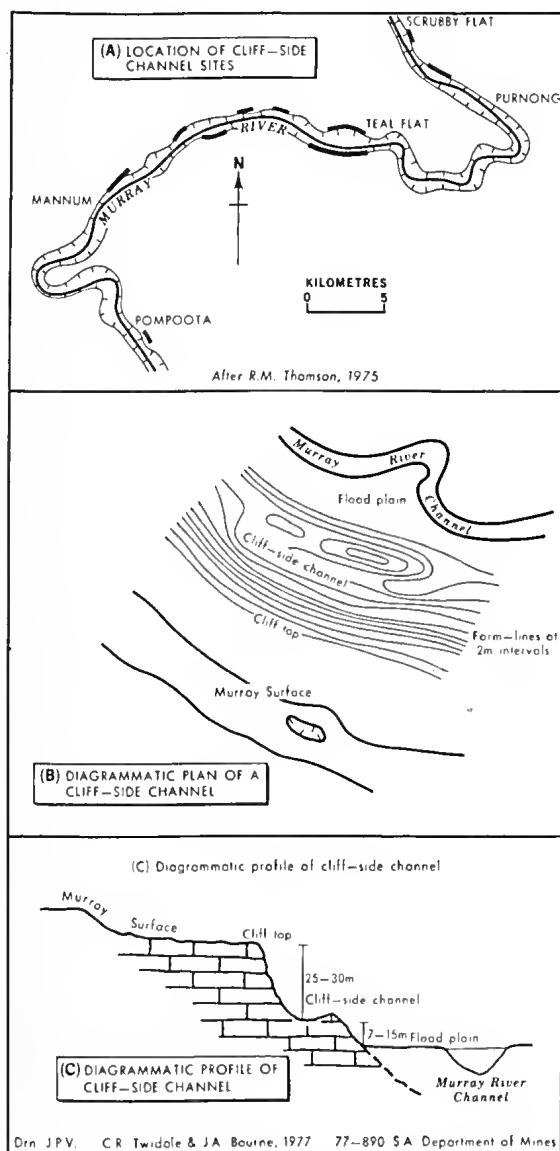 (A) LOCATION OF CLIFF–SIDE
CHANNEL SITES
SCRUBBY FLAT
PURNONG
TEAL FLAT
RIVER
MURRAY
MANNUM
N
KILOMETRES
0 5
POMPOOTA
After R.M. Thomson, 1975
Murray River Channel
Flood plain
Cliff–side channel
Cliff top
Form–lines at
2m intervals
Murray Surface
(B) DIAGRAMMATIC PLAN OF A
CLIFF–SIDE CHANNEL
(C) Diagrammatic profile of cliff–side channel
Murray Surface
Cliff top
25–30m
Cliff–side channel
7–15m
Flood plain
(C) DIAGRAMMATIC PROFILE OF
CLIFF–SIDE CHANNEL
Murray River
Channel
Drn J.P.V. C.R. Twidale & J.A. Bourne, 1977 77–890 S.A. Department of Mines